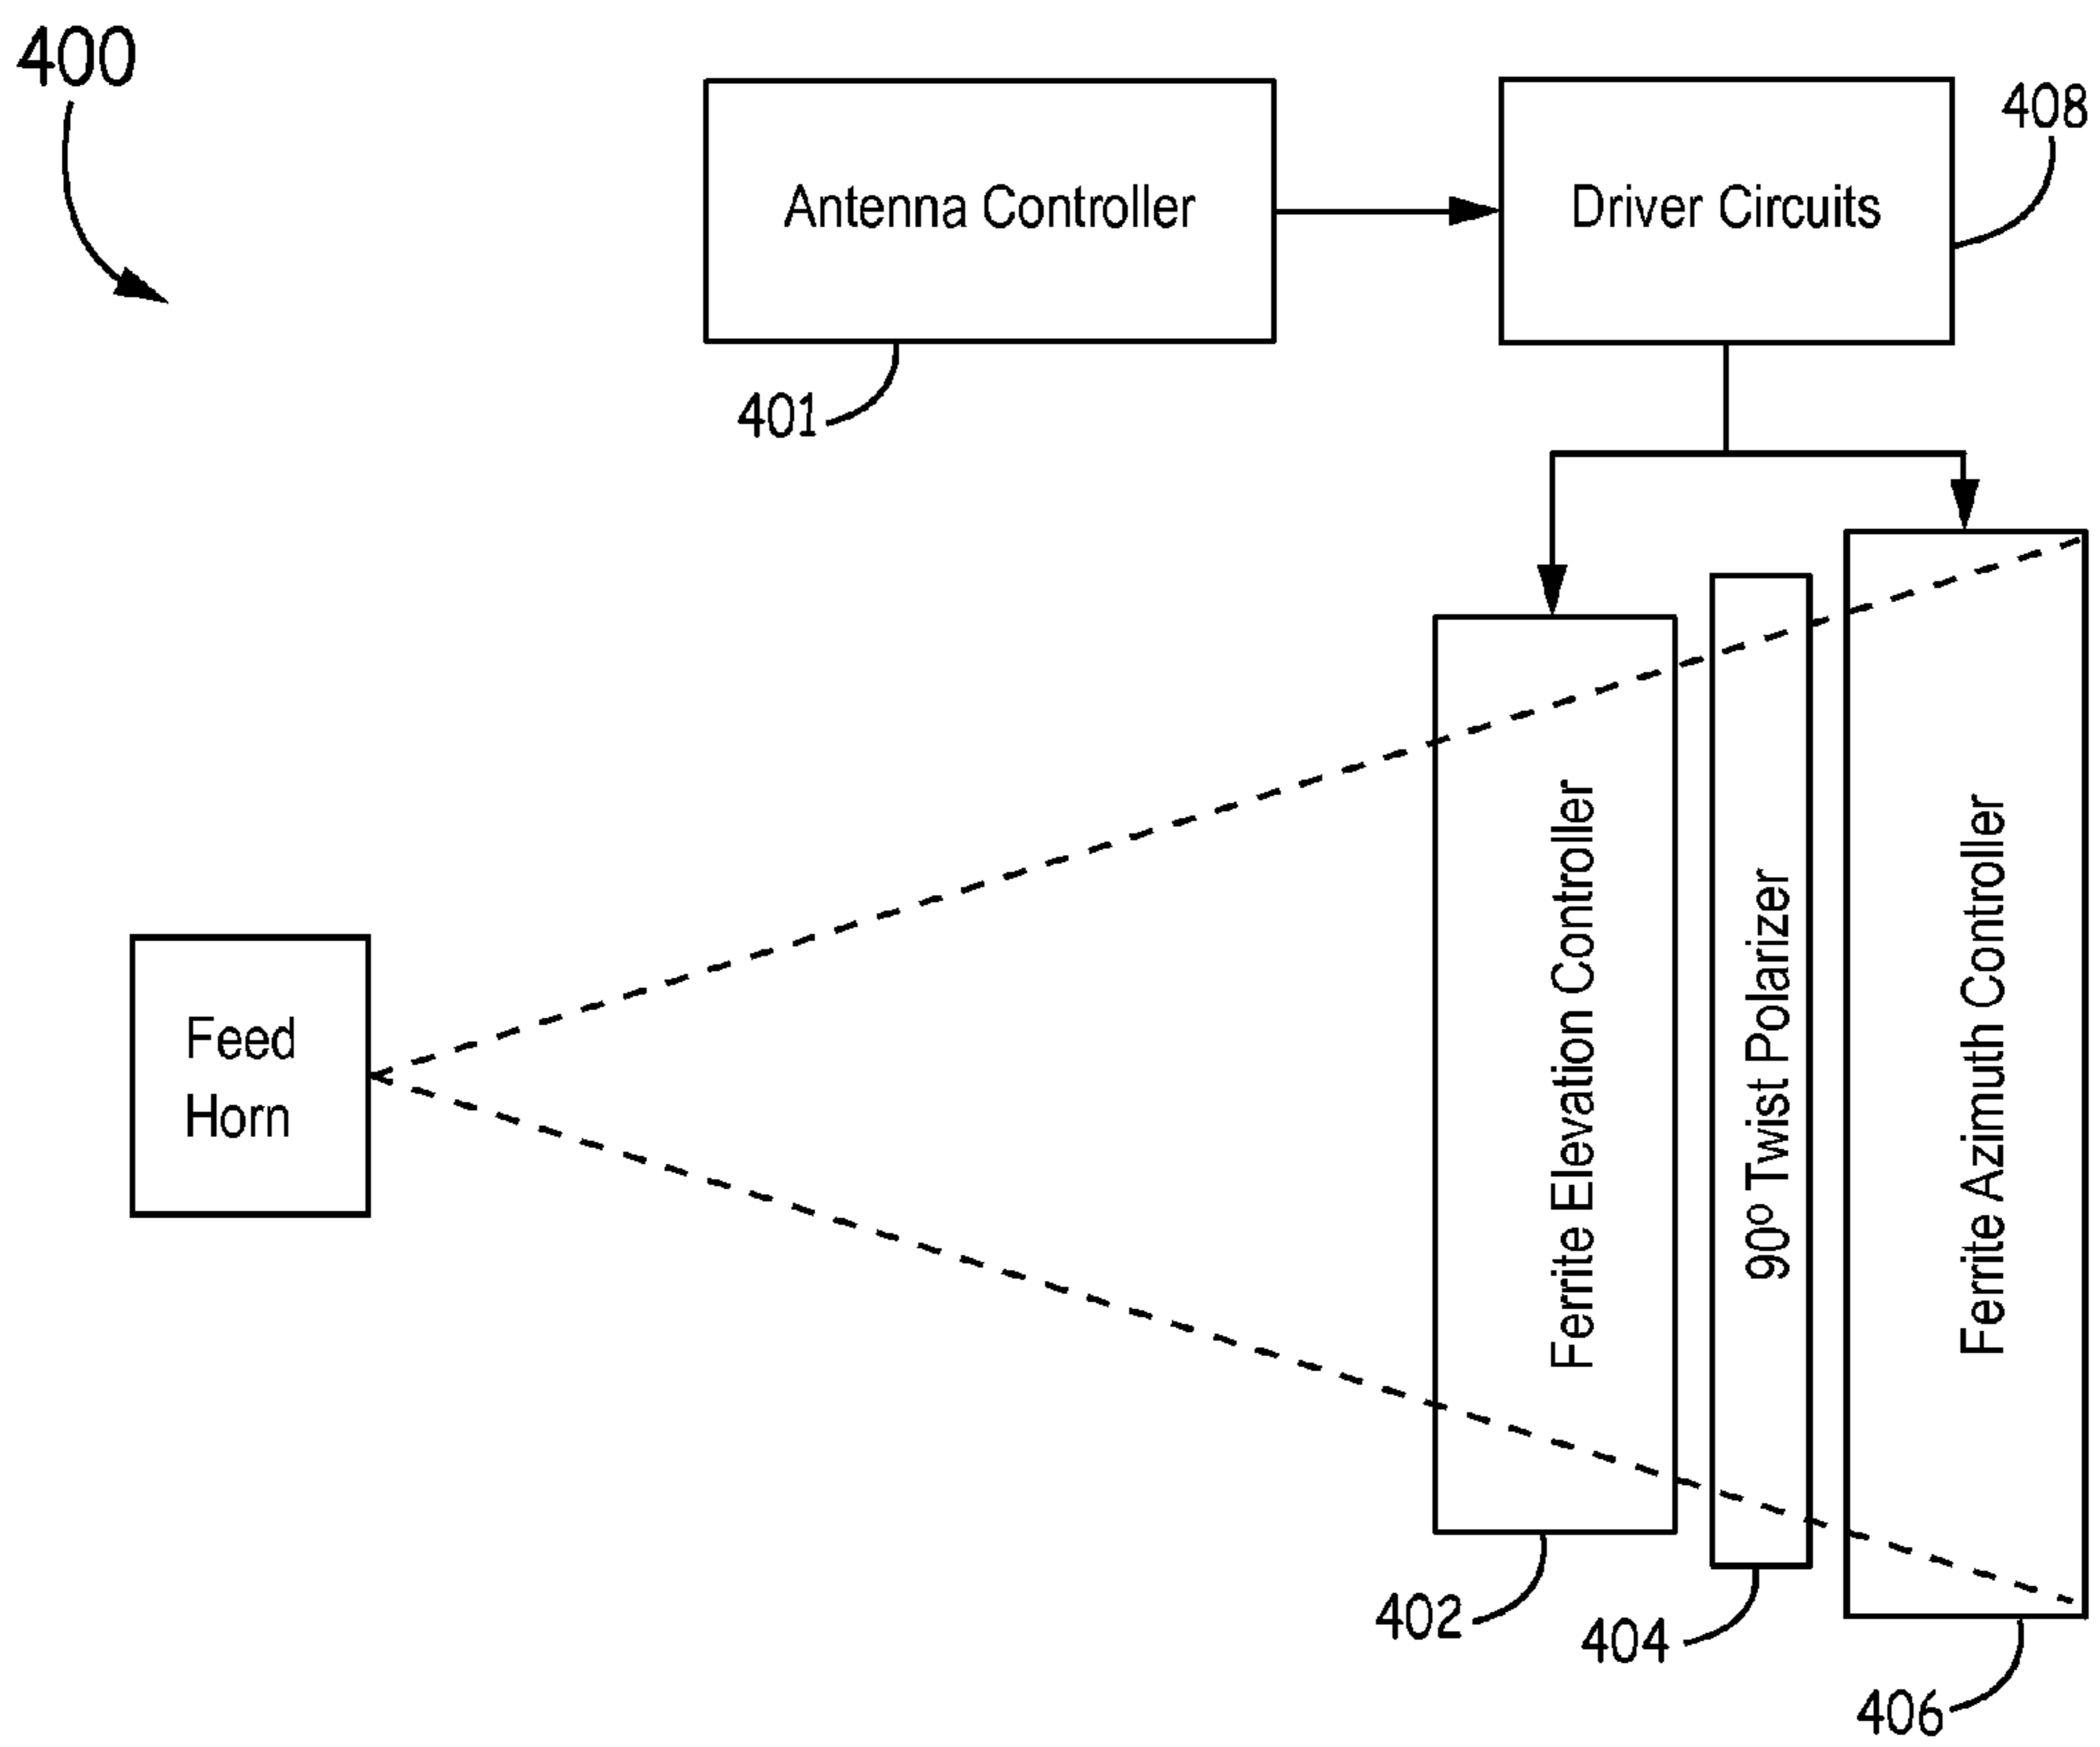 400
Antenna Controller
Driver Circuits
408
401
Feed
Horn
Ferrite Elevation Controller
90º Twist Polarizer
Ferrite Azimuth Controller
402
404
406